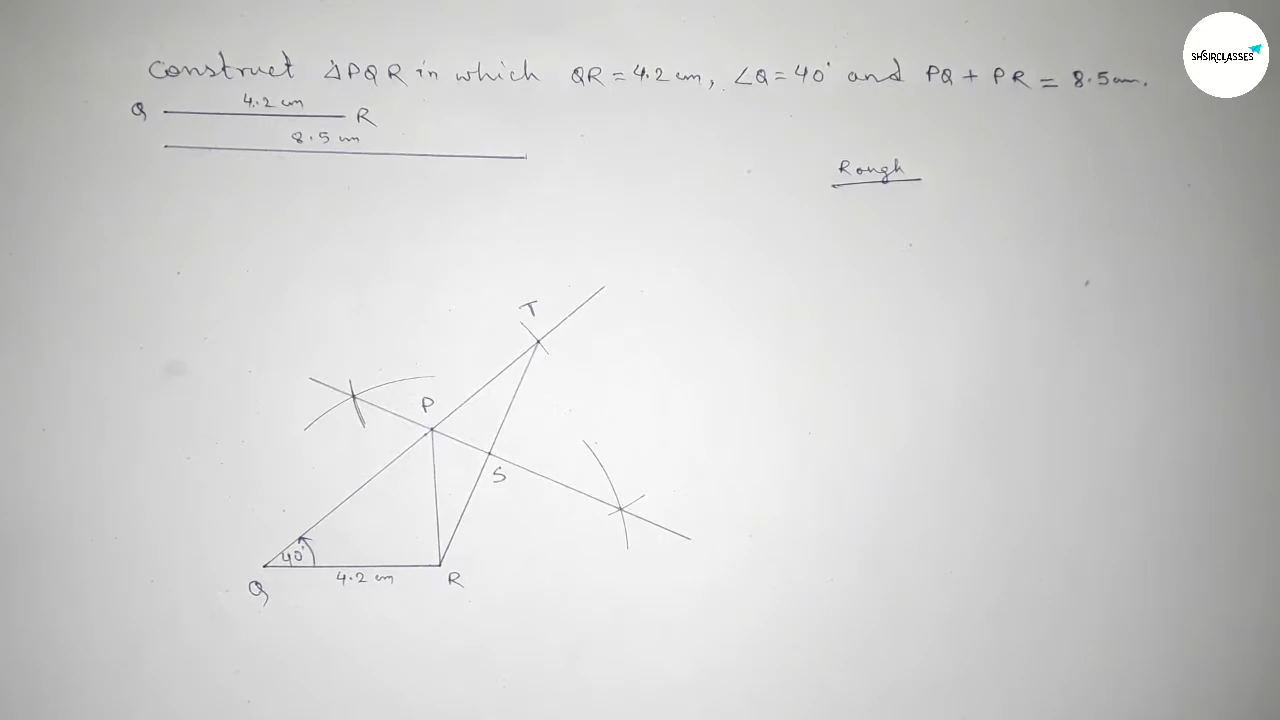 SHSIRCLASSES
Construct △PQR in which QR = 4.2 cm, ∠Q = 40° and PQ + PR = 8.5 cm.
Q 4.2 cm R
8.5 cm
Rough
T
P
S
40°
4.2 cm
Q R